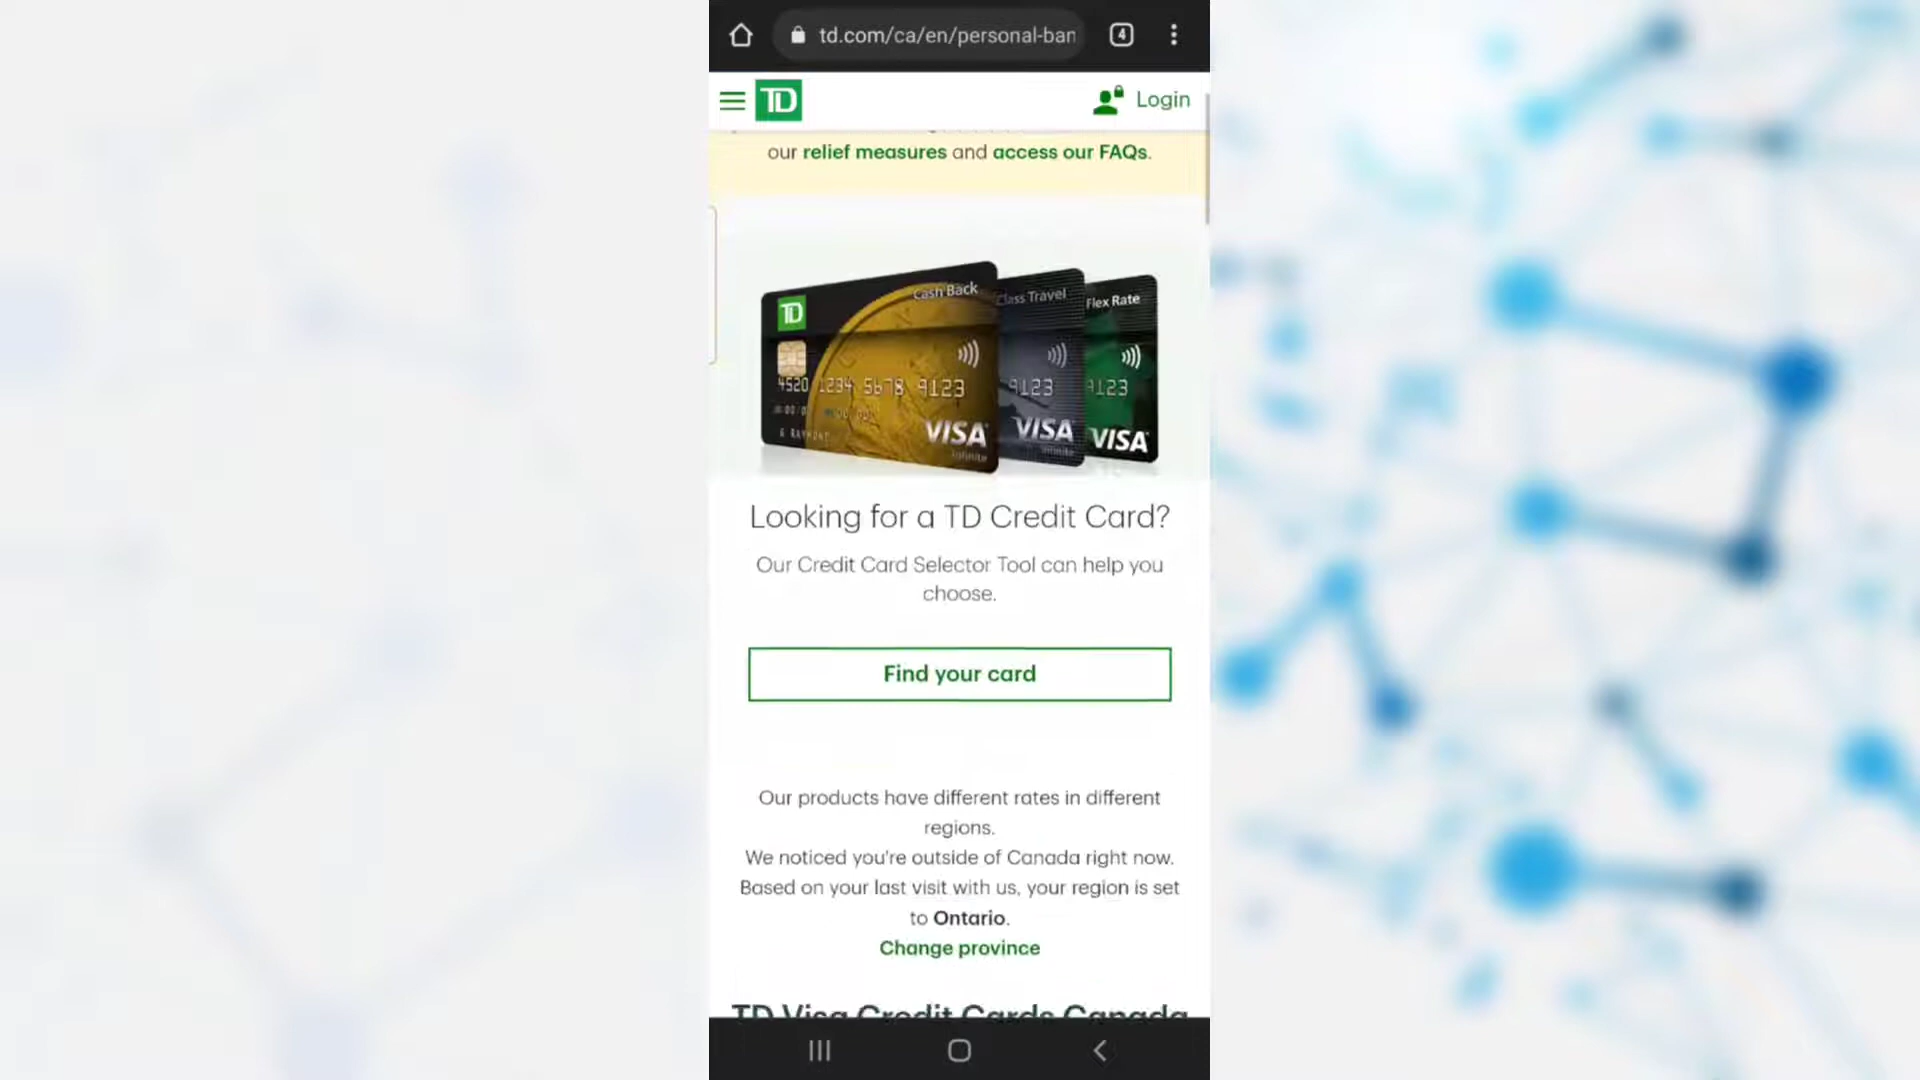 td.com/ca/en/personal-ban
4
TD
Login
our relief measures and access our FAQs.
Cash Back
Class Travel
Flex Rate
TD
4520 1234 5678 9123
9123
9123
VISA
Infinite
VISA
Infinite
VISA
Looking for a TD Credit Card?
Our Credit Card Selector Tool can help you
choose.
Find your card
Our products have different rates in different
regions.
We noticed you're outside of Canada right now.
Based on your last visit with us, your region is set
to Ontario.
Change province
TD Visa Credit Cards Canada